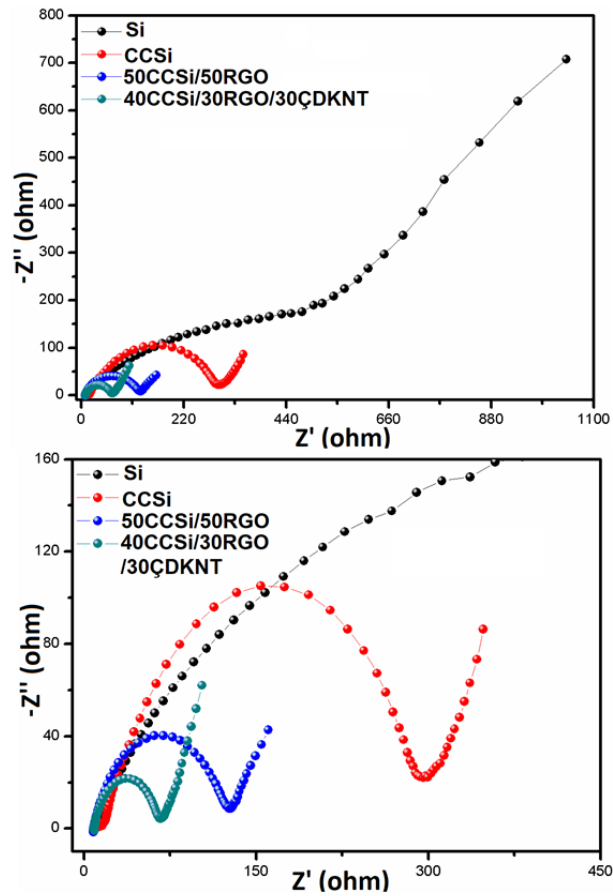 800
700
600
500
400
300
200
100
0
-Z'' (ohm)
Si
CCSi
50CCSi/50RGO
40CCSi/30RGO/30ÇDKNT
0
220
440
660
880
1100
Z' (ohm)
160
120
80
40
0
-Z'' (ohm)
Si
CCSi
50CCSi/50RGO
40CCSi/30RGO
/30ÇDKNT
0
150
300
450
Z' (ohm)